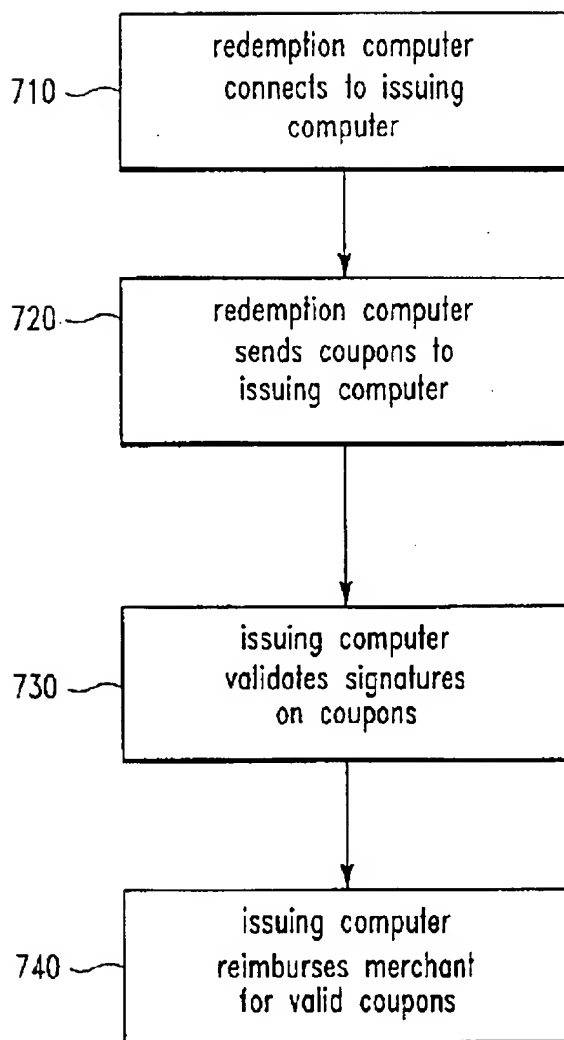 710
redemption computer
connects to issuing
computer
720
redemption computer
sends coupons to
issuing computer
730
issuing computer
validates signatures
on coupons
740
issuing computer
reimburses merchant
for valid coupons